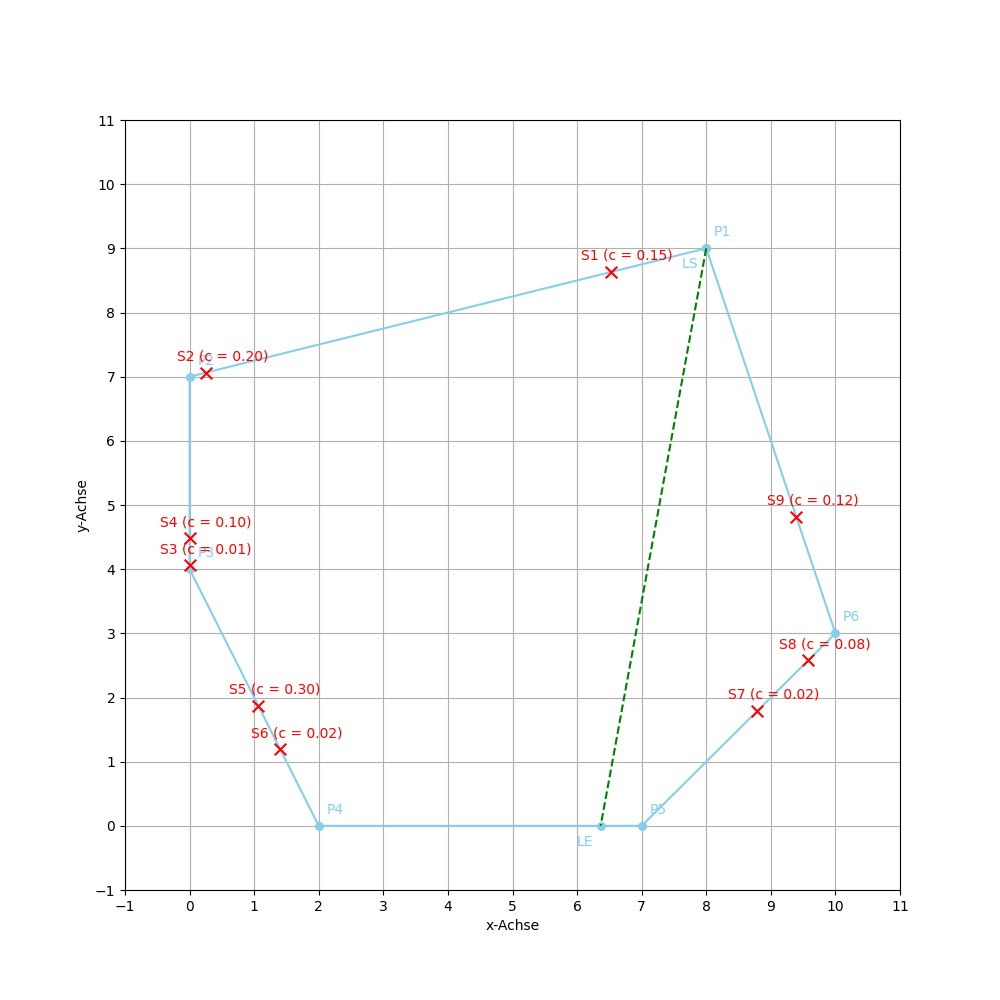 11
10
9
8
7
6
5
4
3
2
1
0
−1
y-Achse
P1
S1 (c = 0.15)
LS
S2 (c = 0.20)
P2
S9 (c = 0.12)
S4 (c = 0.10)
S3 (c = 0.01)
P3
P6
S8 (c = 0.08)
S5 (c = 0.30)
S7 (c = 0.02)
S6 (c = 0.02)
P4
P5
LE
−1 0 1 2 3 4 5 6 7 8 9 10 11
x-Achse